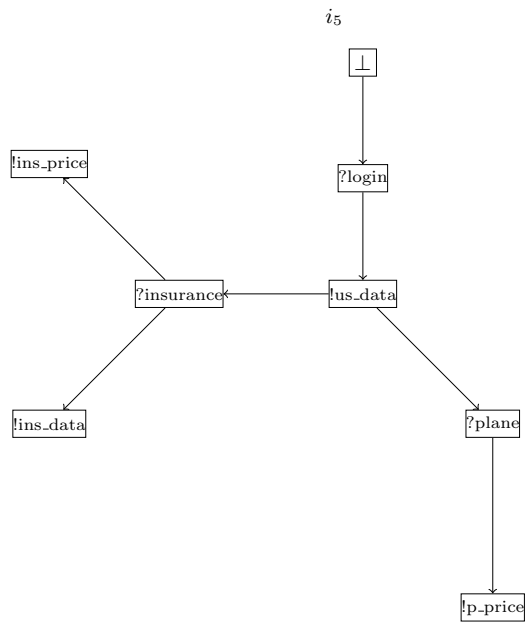 i₅
⊥
!ins_price
?login
?insurance
!us_data
!ins_data
?plane
!p_price